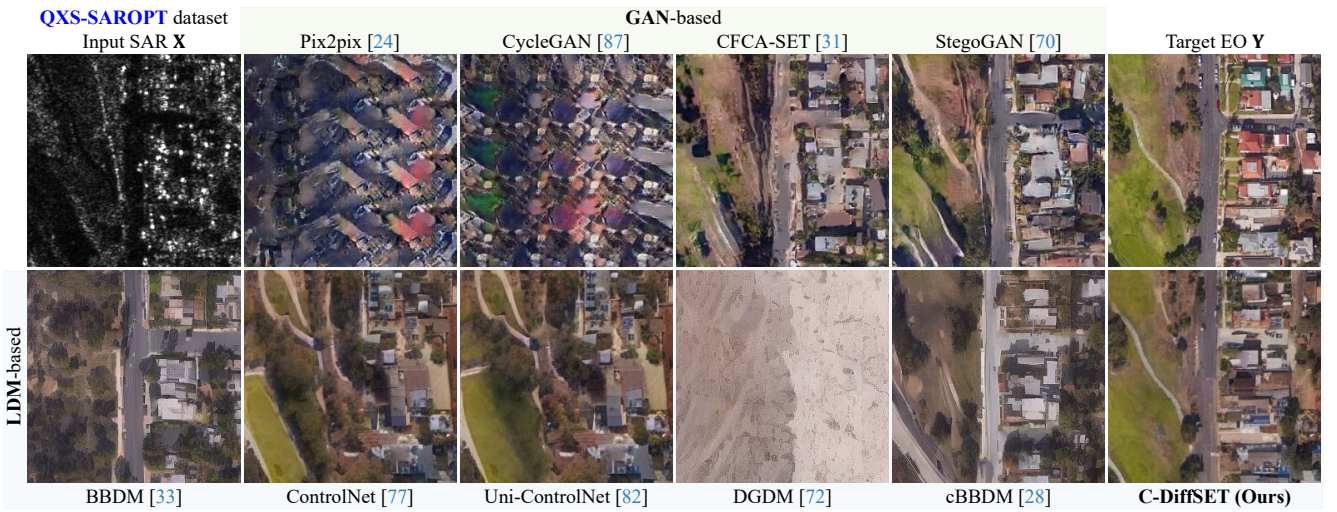 QXS-SAROPT dataset
GAN-based
Input SAR X
Pix2pix [24]
CycleGAN [87]
CFCA-SET [31]
StegoGAN [70]
Target EO Y
LDM-based
BBDM [33]
ControlNet [77]
Uni-ControlNet [82]
DGDM [72]
cBBDM [28]
C-DiffSET (Ours)